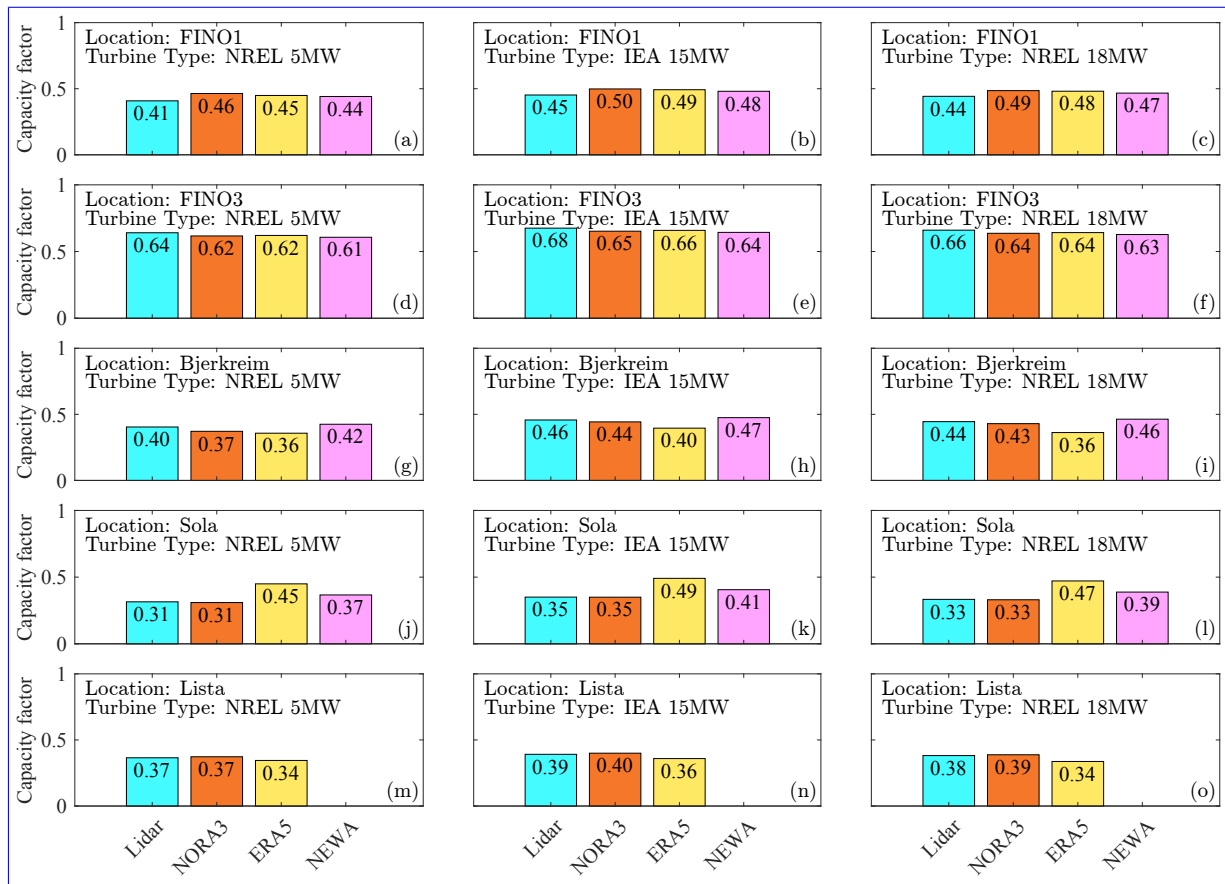 Capacity factor
1
0.5
0
Location: FINO1
Turbine Type: NREL 5MW
0.41
0.46
0.45
0.44
(a)
Location: FINO1
Turbine Type: IEA 15MW
0.45
0.50
0.49
0.48
(b)
Location: FINO1
Turbine Type: NREL 18MW
0.44
0.49
0.48
0.47
(c)
Capacity factor
1
0.5
0
Location: FINO3
Turbine Type: NREL 5MW
0.64
0.62
0.62
0.61
(d)
Location: FINO3
Turbine Type: IEA 15MW
0.68
0.65
0.66
0.64
(e)
Location: FINO3
Turbine Type: NREL 18MW
0.66
0.64
0.64
0.63
(f)
Capacity factor
1
0.5
0
Location: Bjerkreim
Turbine Type: NREL 5MW
0.40
0.37
0.36
0.42
(g)
Location: Bjerkreim
Turbine Type: IEA 15MW
0.46
0.44
0.40
0.47
(h)
Location: Bjerkreim
Turbine Type: NREL 18MW
0.44
0.43
0.36
0.46
(i)
Capacity factor
1
0.5
0
Location: Sola
Turbine Type: NREL 5MW
0.31
0.31
0.45
0.37
(j)
Location: Sola
Turbine Type: IEA 15MW
0.35
0.35
0.49
0.41
(k)
Location: Sola
Turbine Type: NREL 18MW
0.33
0.33
0.47
0.39
(l)
Capacity factor
1
0.5
0
Location: Lista
Turbine Type: NREL 5MW
0.37
0.37
0.34
(m)
Location: Lista
Turbine Type: IEA 15MW
0.39
0.40
0.36
(n)
Location: Lista
Turbine Type: NREL 18MW
0.38
0.39
0.34
(o)
Lidar
NORA3
ERA5
NEWA
Lidar
NORA3
ERA5
NEWA
Lidar
NORA3
ERA5
NEWA